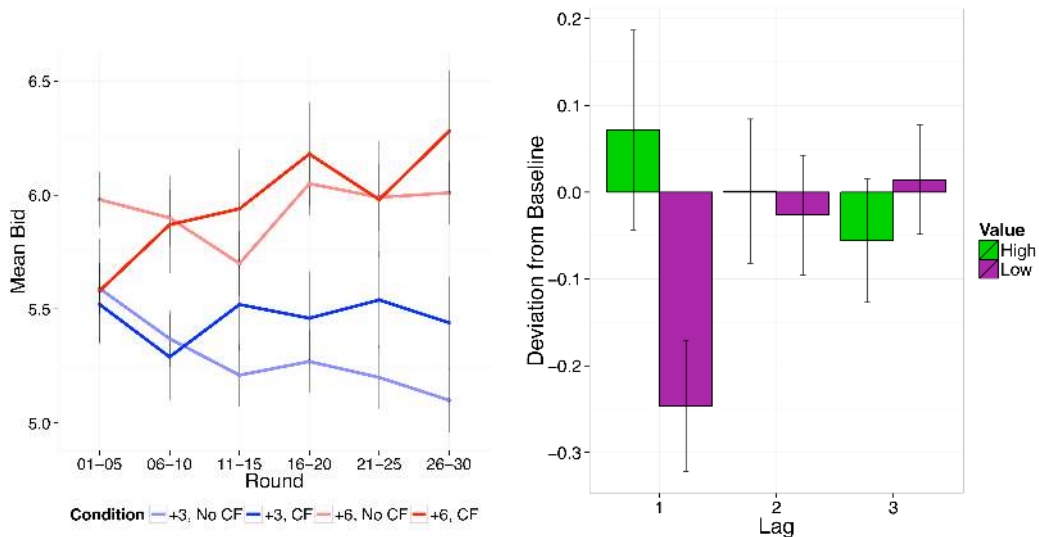 Mean Bid
6.5
6.0
5.5
5.0
01−05 06−10 11−15 16−20 21−25 26−30
Round
Condition +3, No CF +3, CF +6, No CF +6, CF
Deviation from Baseline
0.2
0.1
0.0
−0.1
−0.2
−0.3
1 2 3
Lag
Value
High
Low